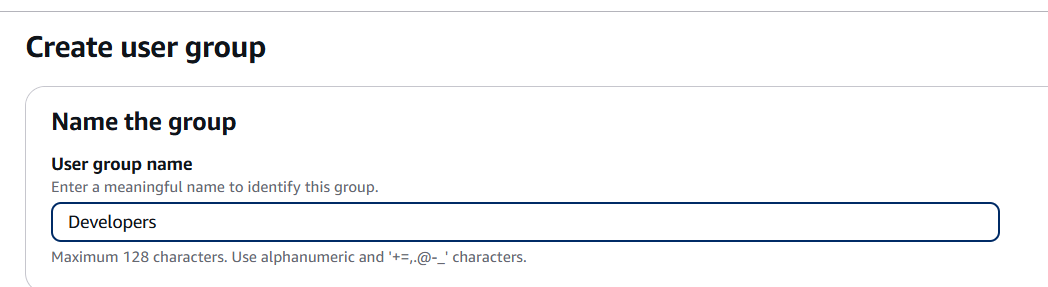 Create user group
Name the group
User group name
Enter a meaningful name to identify this group.
Developers
Maximum 128 characters. Use alphanumeric and '+=,.@-_' characters.